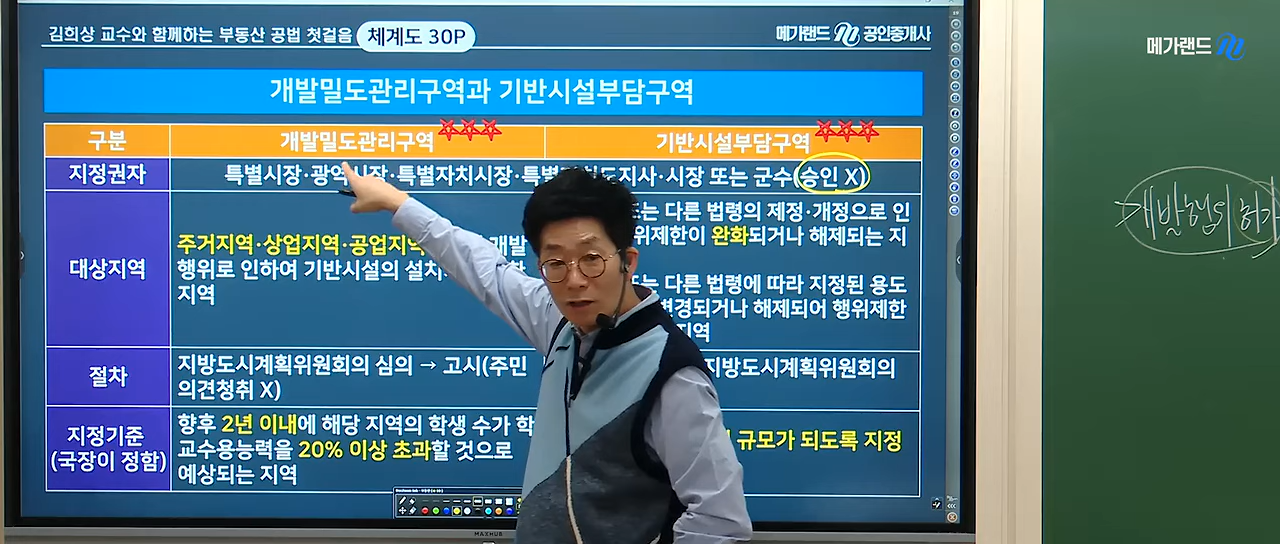 김희상 교수와 함께하는 부동산 공법 첫걸음 체계도 30P
메가랜드 공인중개사
메가랜드
개발밀도관리구역과 기반시설부담구역
구분
개발밀도관리구역
기반시설부담구역
지정권자
특별시장·광역시장·특별자치시장·특별자치도지사·시장 또는 군수(승인 X)
대상지역
주거지역·상업지역·공업지역 개발
행위로 인하여 기반시설의 설치
지역
또는 다른 법령의 제정·개정으로 인
위제한이 완화되거나 해제되는 지
또는 다른 법령에 따라 지정된 용도
변경되거나 해제되어 행위제한
지역
절차
지방도시계획위원회의 심의 → 고시(주민
의견청취 X)
지방도시계획위원회의
지정기준
(국장이 정함)
향후 2년 이내에 해당 지역의 학생 수가 학
교수용능력을 20% 이상 초과할 것으로
예상되는 지역
규모가 되도록 지정
개발행위허가
MAXHUB